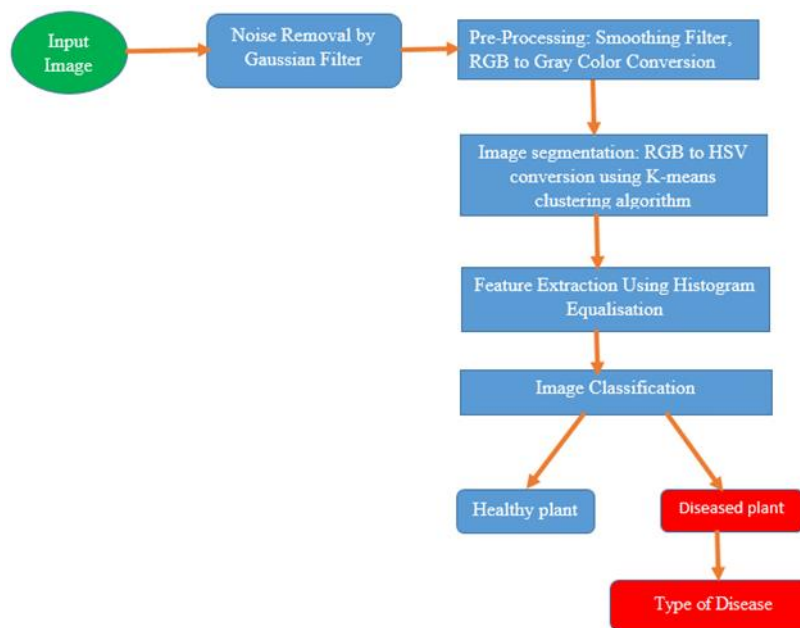 Input
Image
Noise Removal by
Gaussian Filter
Pre-Processing: Smoothing Filter,
RGB to Gray Color Conversion
Image segmentation: RGB to HSV
conversion using K-means
clustering algorithm
Feature Extraction Using Histogram
Equalisation
Image Classification
Healthy plant
Diseased plant
Type of Disease